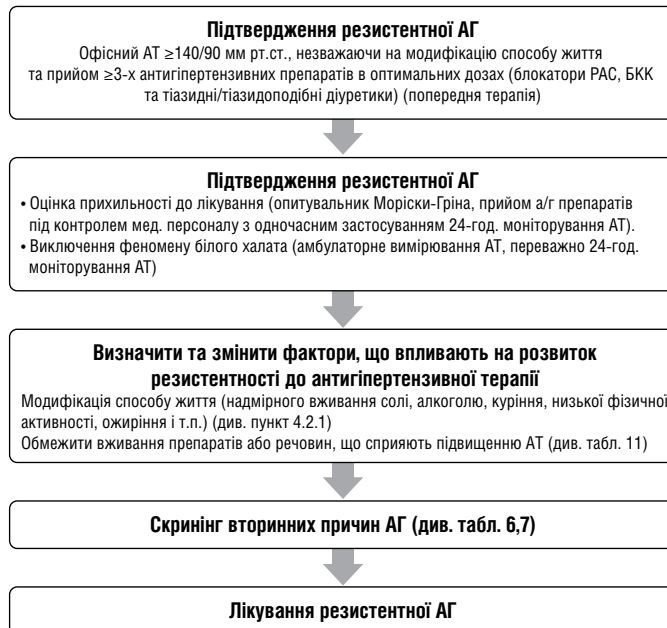 Підтвердження резистентної АГ
Офісний АТ ≥140/90 мм рт.ст., незважаючи на модифікацію способу життя
та прийом ≥3-х антигіпертензивних препаратів в оптимальних дозах (блокатори РАС, БКК
та тіазидні/тіазидоподібні діуретики) (попередня терапія)
Підтвердження резистентної АГ
• Оцінка прихильності до лікування (опитувальник Моріски-Гріна, прийом а/г препаратів
під контролем мед. персоналу з одночасним застосуванням 24-год. моніторування АТ).
• Виключення феномену білого халата (амбулаторне вимірювання АТ, переважно 24-год.
моніторування АТ)
Визначити та змінити фактори, що впливають на розвиток
резистентності до антигіпертензивної терапії
Модифікація способу життя (надмірного вживання солі, алкоголю, куріння, низької фізичної
активності, ожиріння і т.п.) (див. пункт 4.2.1)
Обмежити вживання препаратів або речовин, що сприяють підвищенню АТ (див. табл. 11)
Скринінг вторинних причин АГ (див. табл. 6,7)
Лікування резистентної АГ